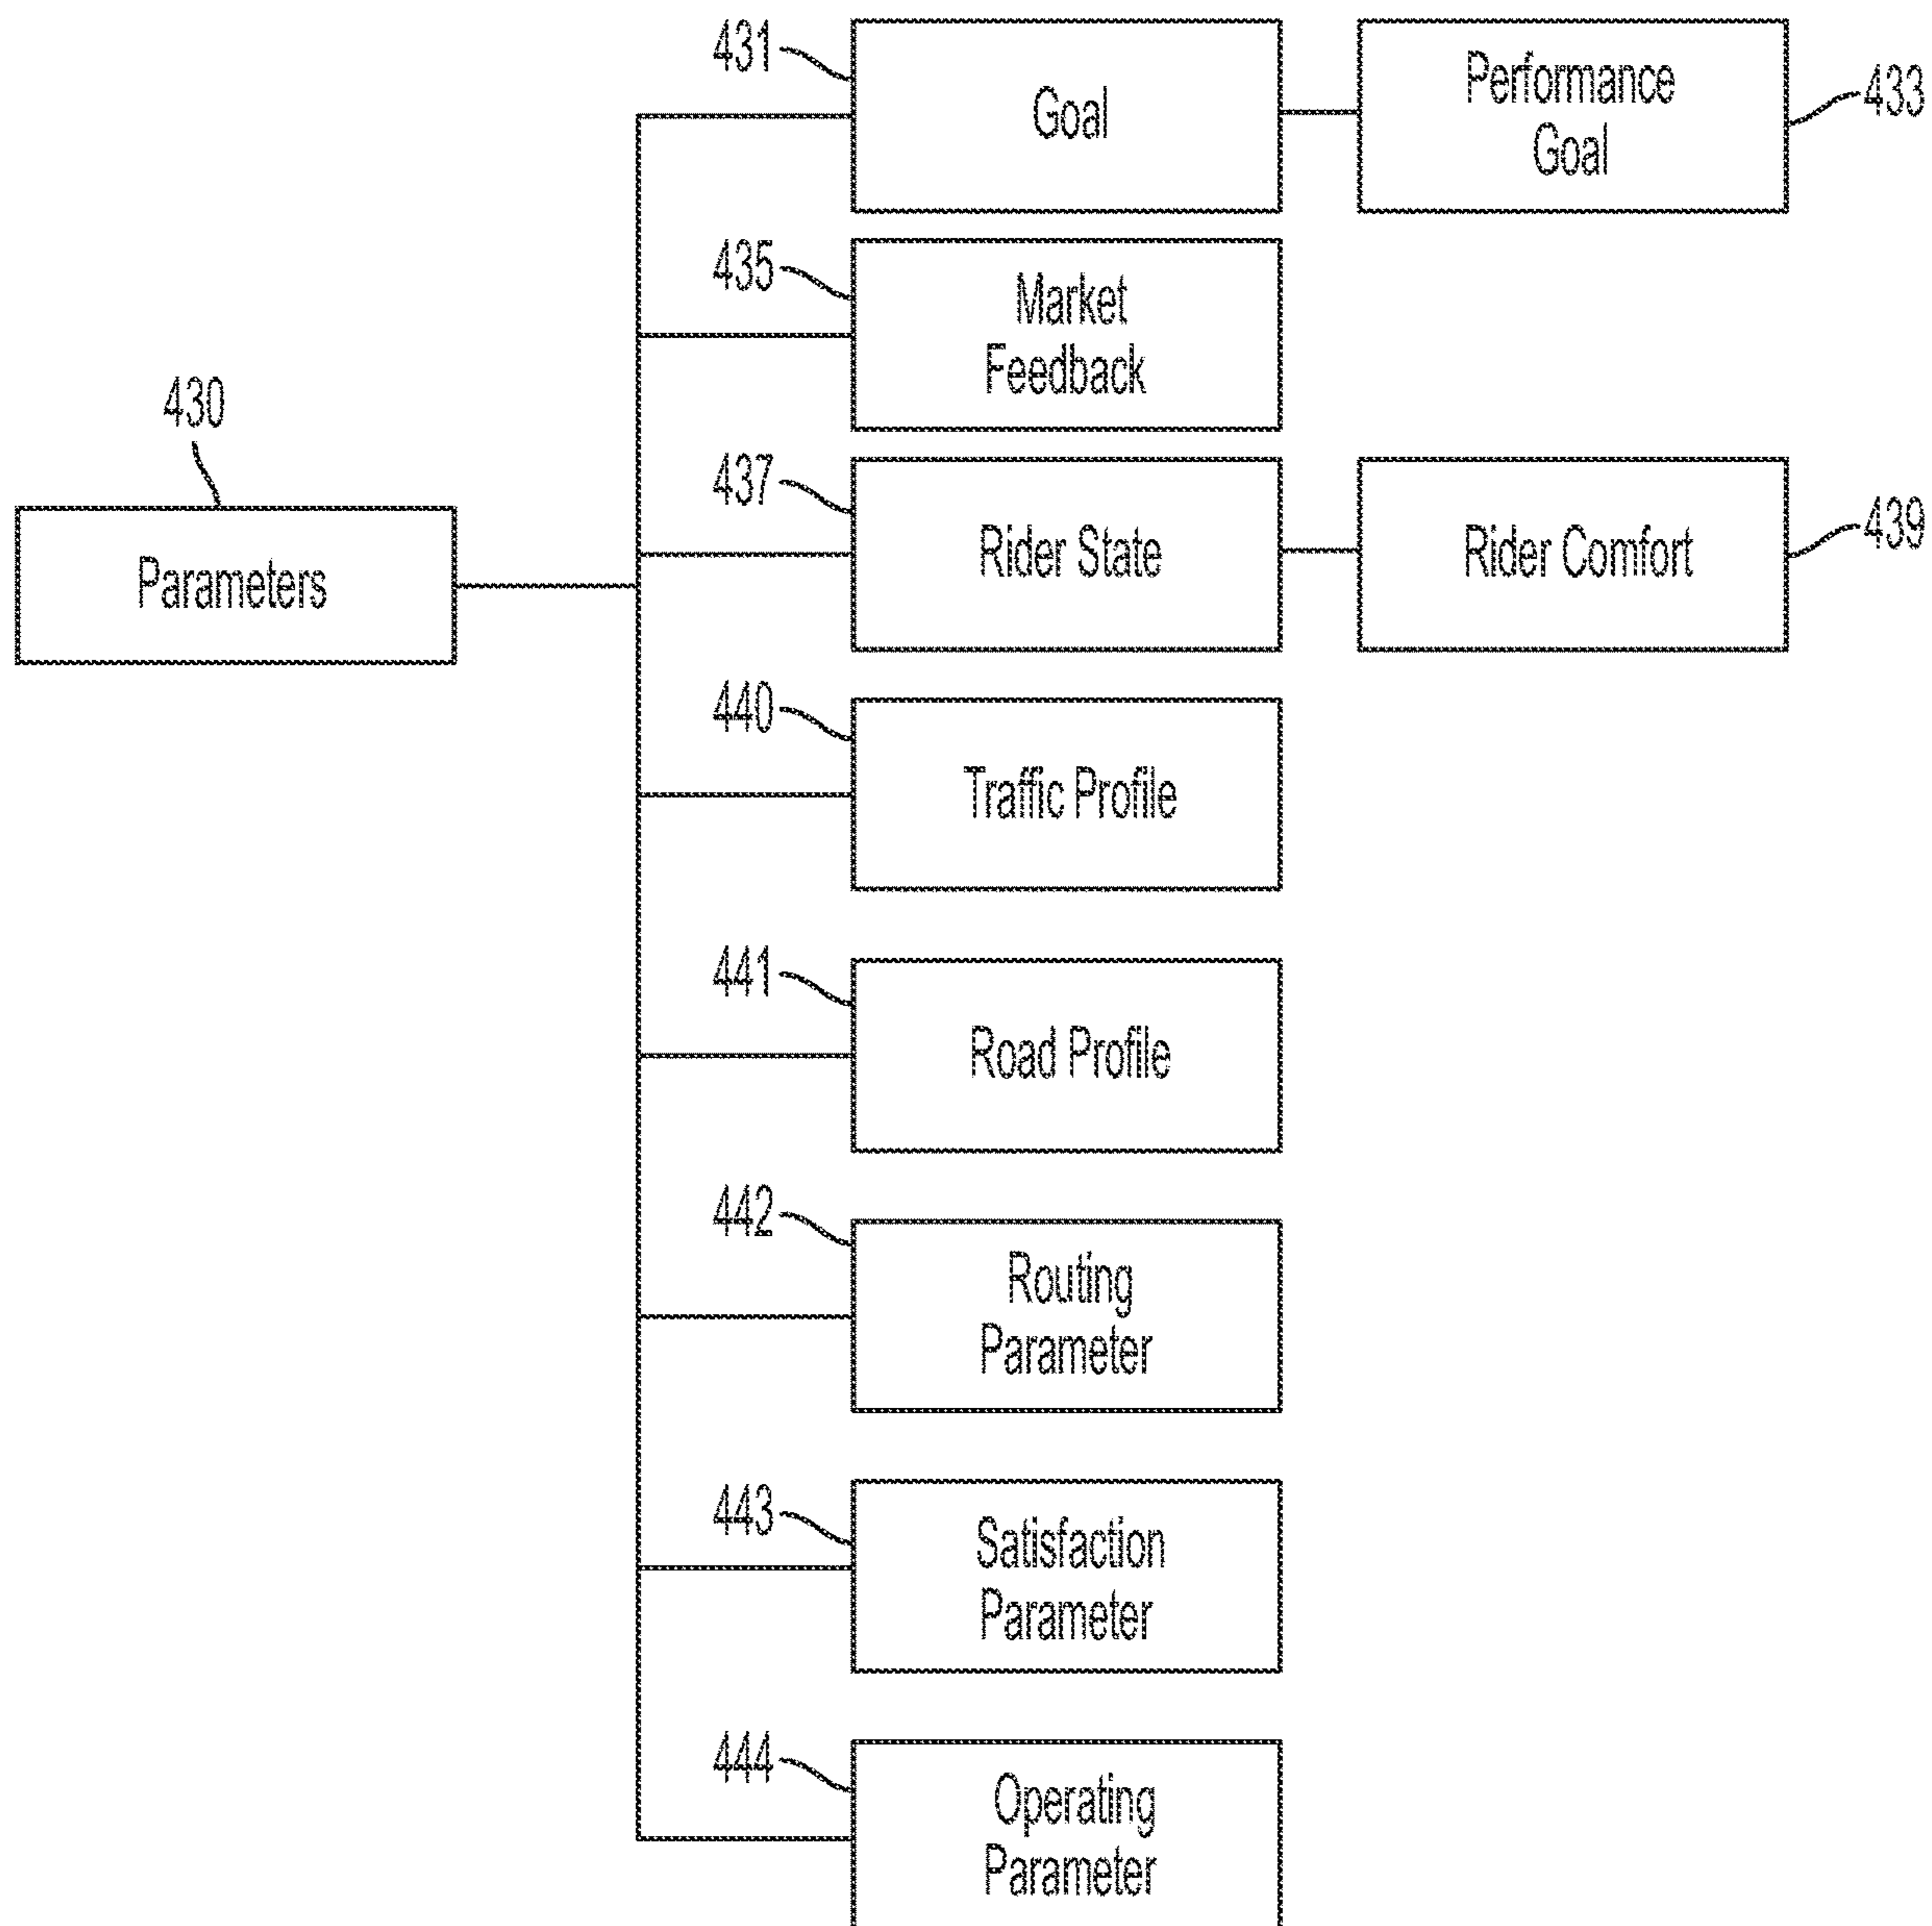 431
Goal
Performance
Goal
433
435
Market
Feedback
430
Parameters
437
Rider State
Rider Comfort
439
440
Traffic Profile
441
Road Profile
442
Routing
Parameter
443
Satisfaction
Parameter
444
Operating
Parameter